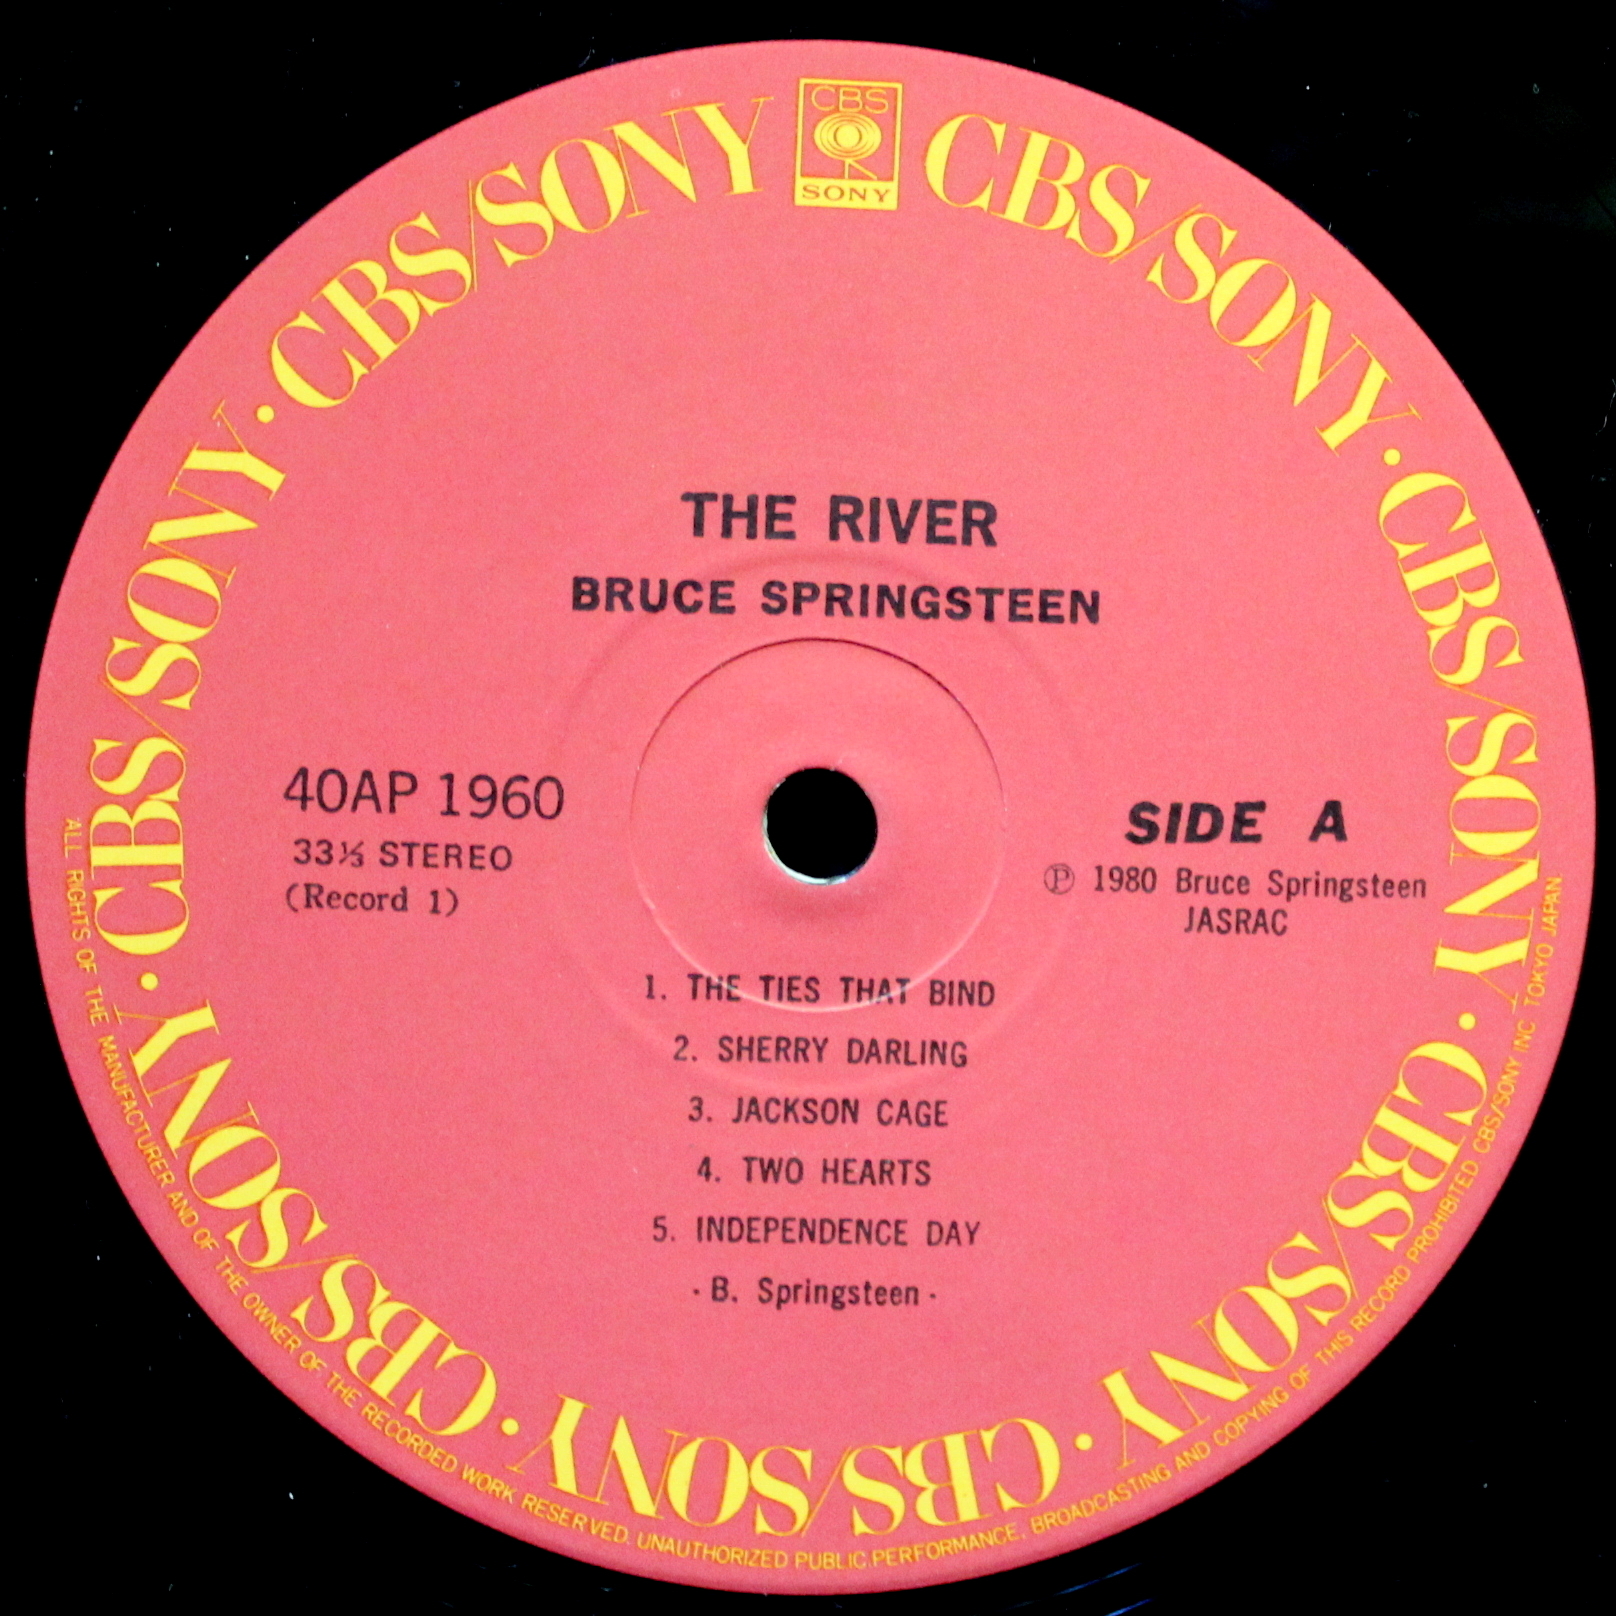 CBS
SONY
CBS/SONY · CBS/SONY · CBS/SONY · CBS/SONY · CBS/SONY · CBS/SONY · CBS/SONY
THE RIVER
BRUCE SPRINGSTEEN
40AP 1960
33⅓ STEREO
(Record 1)
SIDE A
℗ 1980 Bruce Springsteen
JASRAC
1. THE TIES THAT BIND
2. SHERRY DARLING
3. JACKSON CAGE
4. TWO HEARTS
5. INDEPENDENCE DAY
· B. Springsteen ·
ALL RIGHTS OF THE MANUFACTURER AND OF THE OWNER OF THE RECORDED WORK RESERVED. UNAUTHORIZED PUBLIC PERFORMANCE, BROADCASTING AND COPYING OF THIS RECORD PROHIBITED CBS/SONY INC TOKYO JAPAN.